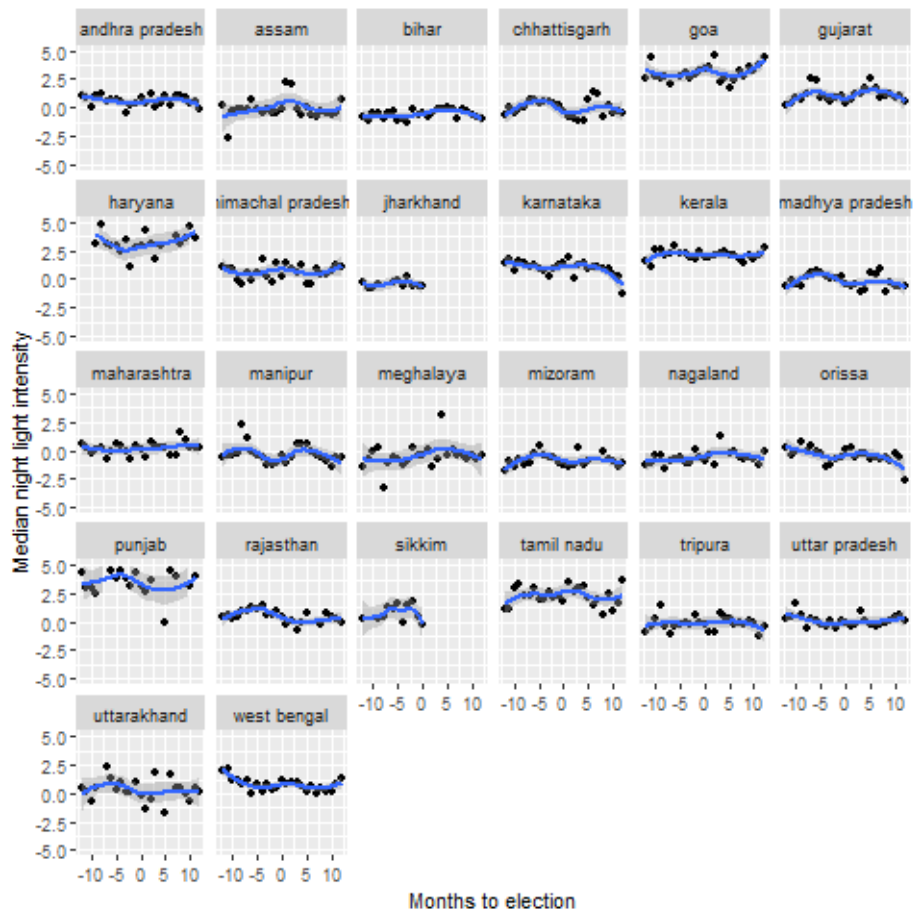 andhra pradesh assam bihar chhattisgarh goa gujarat
5.0
2.5
0.0
-2.5
-5.0
haryana himachal pradesh jharkhand karnataka kerala madhya pradesh
5.0
2.5
0.0
-2.5
-5.0
maharashtra manipur meghalaya mizoram nagaland orissa
5.0
2.5
0.0
-2.5
-5.0
Median night light intensity
punjab rajasthan sikkim tamil nadu tripura uttar pradesh
5.0
2.5
0.0
-2.5
-5.0
-10 -5 0 5 10 -10 -5 0 5 10 -10 -5 0 5 10 -10 -5 0 5 10
uttarakhand west bengal
5.0
2.5
0.0
-2.5
-5.0
-10 -5 0 5 10 -10 -5 0 5 10
Months to election